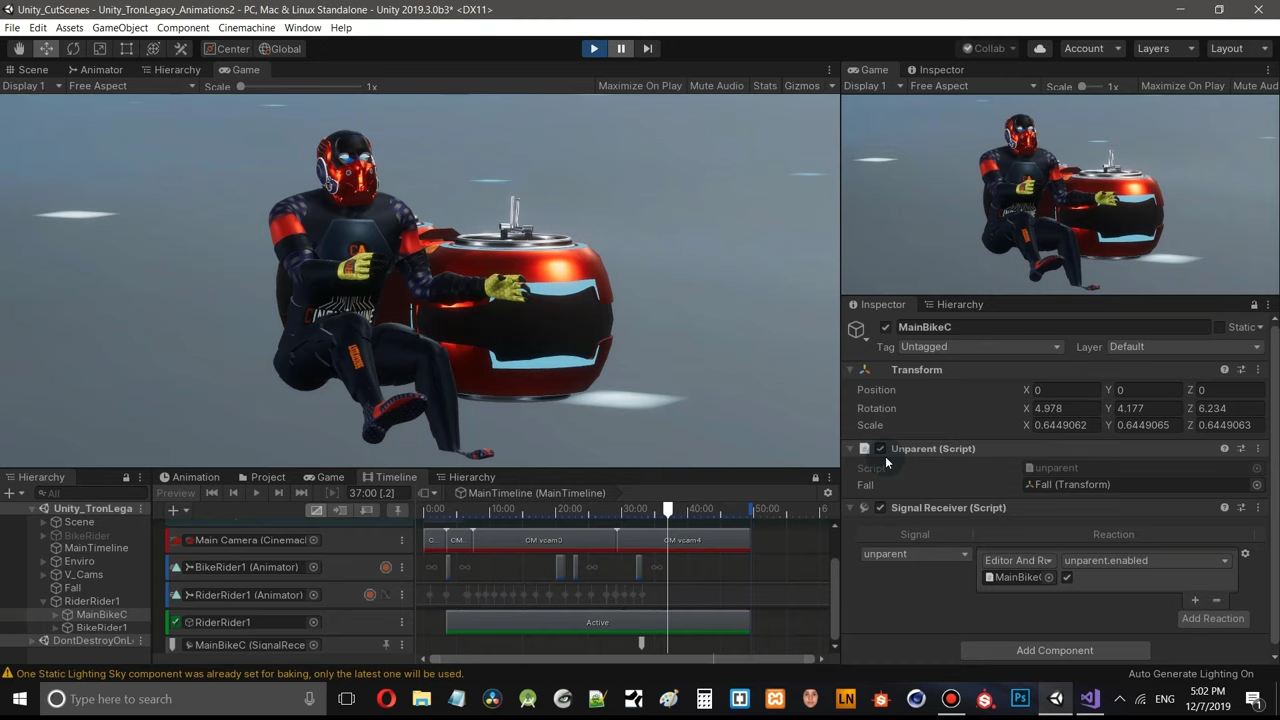 Unity_CutScenes - Unity_TronLegacy_Animations2 - PC, Mac & Linux Standalone - Unity 2019.3.0b3* <DX11>
File Edit Assets GameObject Component Cinemachine Window Help
Center Global Collab Account Layers Layout
Scene Animator Hierarchy Game
Display 1 Free Aspect Scale 1x Maximize On Play Mute Audio Stats Gizmos
Game Inspector
Display 1 Free Aspect Scale 1x Maximize On Play Mute Aud
Inspector Hierarchy
MainBikeC Static
Tag Untagged Layer Default
Transform
Position X 0 Y 0 Z 0
Rotation X 4.978 Y 4.177 Z 6.234
Scale X 0.6449062 Y 0.6449065 Z 0.6449063
Unparent (Script)
Script unparent
Fall Fall (Transform)
Signal Receiver (Script)
Signal Reaction
unparent Editor And R unparent.enabled
MainBikeC
Add Reaction
Add Component
Hierarchy
All
Unity_TronLega
Scene
BikeRider
MainTimeline
Enviro
V_Cams
Fall
RiderRider1
MainBikeC
BikeRider1
DontDestroyOnL
Animation Project Game Timeline Hierarchy
Preview 37:00 [.2] MainTimeline (MainTimeline)
0:00 10:00 20:00 30:00 40:00 50:00 6
Main Camera (Cinemacl C... CM... CM vcam3 CM vcam4
BikeRider1 (Animator)
RiderRider1 (Animator)
RiderRider1 Active
MainBikeC (SignalRece
One Static Lighting Sky component was already set for baking, only the latest one will be used. Auto Generate Lighting On
Type here to search LN Ps ENG 5:02 PM
12/7/2019